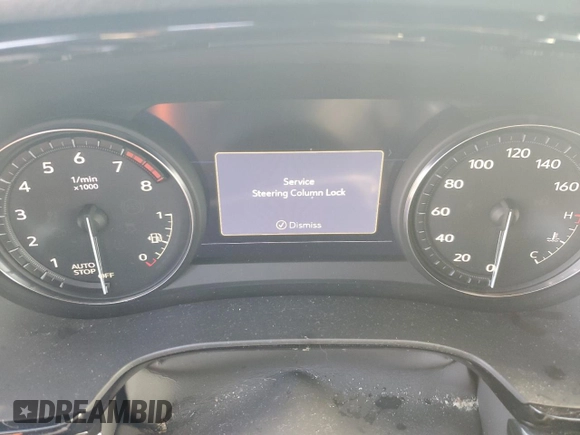 Service
Steering Column Lock
Dismiss
1
2
3
4
5
6
7
8
1/min
x1000
AUTO
STOP
OFF
1
0
0
20
40
60
80
100
120
140
160
H
C
DREAMBID